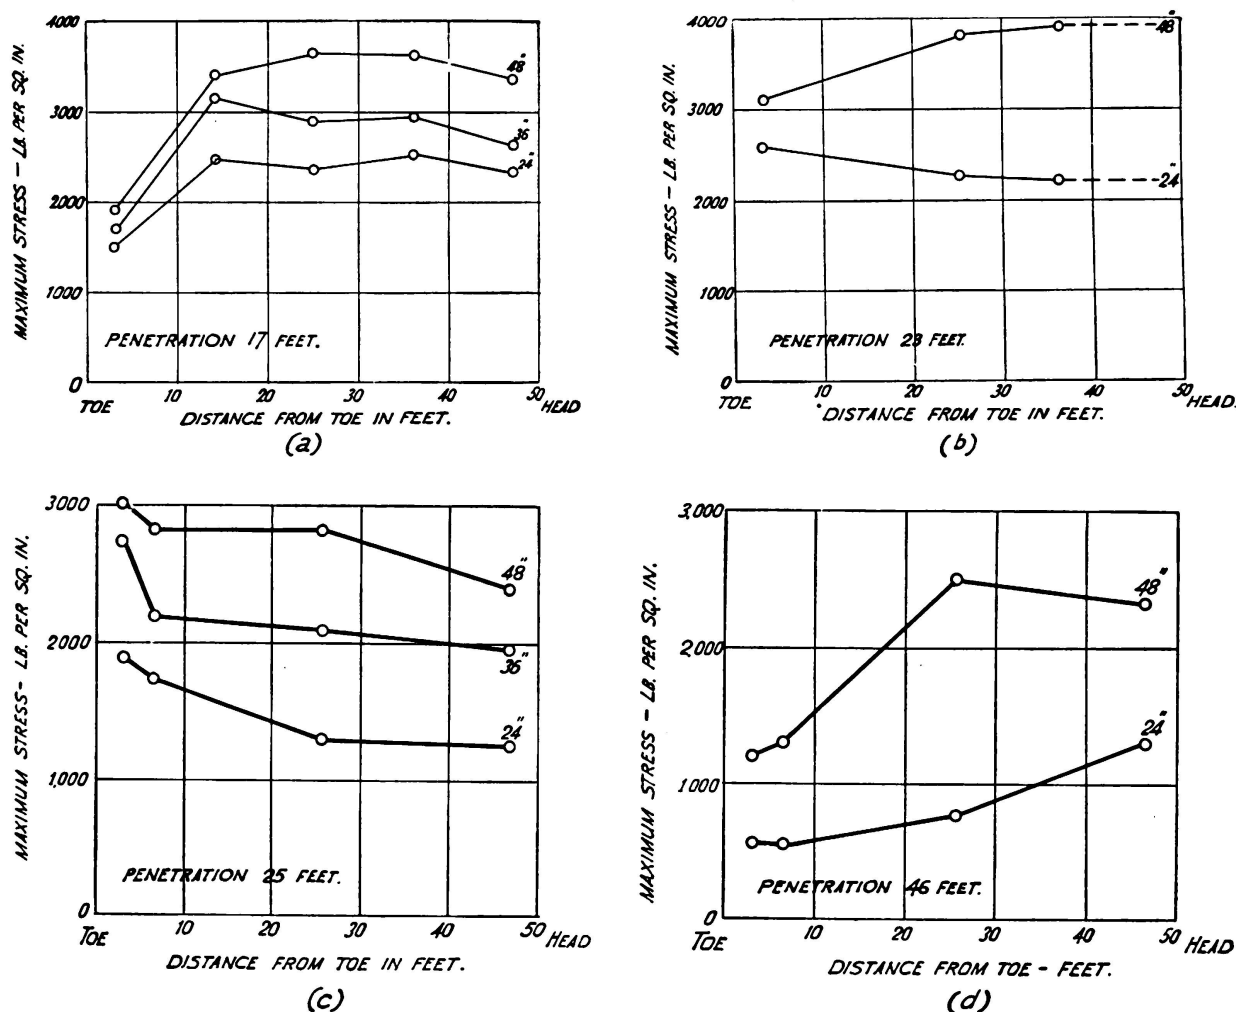 MAXIMUM STRESS – LB. PER SQ. IN.
4000
3000
2000
1000
0
48"
36"
24"
PENETRATION 17 FEET.
TOE 10 20 30 40 50 HEAD
DISTANCE FROM TOE IN FEET.
(a)
MAXIMUM STRESS – LB. PER SQ. IN.
4000
3000
2000
1000
0
48"
24"
PENETRATION 23 FEET.
TOE 10 20 30 40 50 HEAD.
DISTANCE FROM TOE IN FEET.
(b)
MAXIMUM STRESS – LB. PER SQ. IN.
3000
2000
1,000
0
48"
36"
24"
PENETRATION 25 FEET.
TOE 10 20 30 40 50 HEAD
DISTANCE FROM TOE IN FEET.
(c)
MAXIMUM STRESS – LB. PER SQ. IN.
3,000
2,000
1000
0
48"
24"
PENETRATION 46 FEET.
TOE 10 20 30 40 50 HEAD
DISTANCE FROM TOE – FEET.
(d)